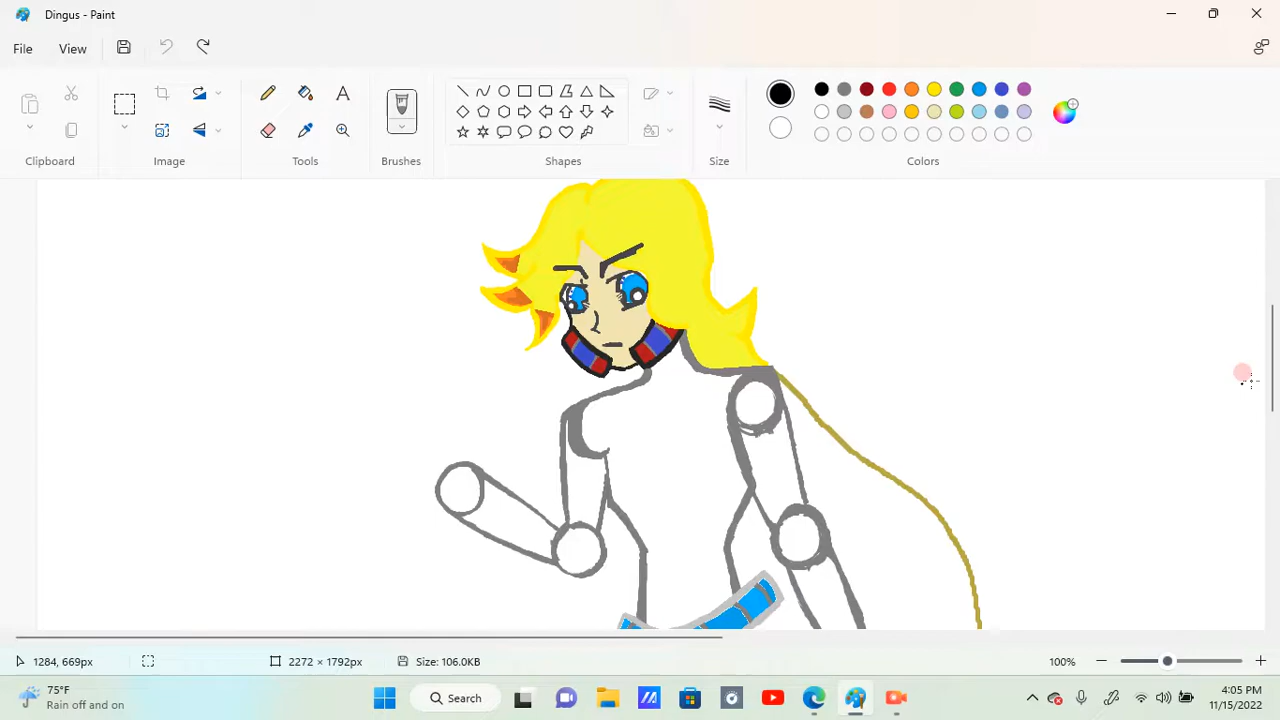 Dingus - Paint
File View
Clipboard Image Tools Brushes Shapes Size Colors
1284, 669px 2272 × 1792px Size: 106.0KB 100%
75°F
Rain off and on
Search
4:05 PM
11/15/2022